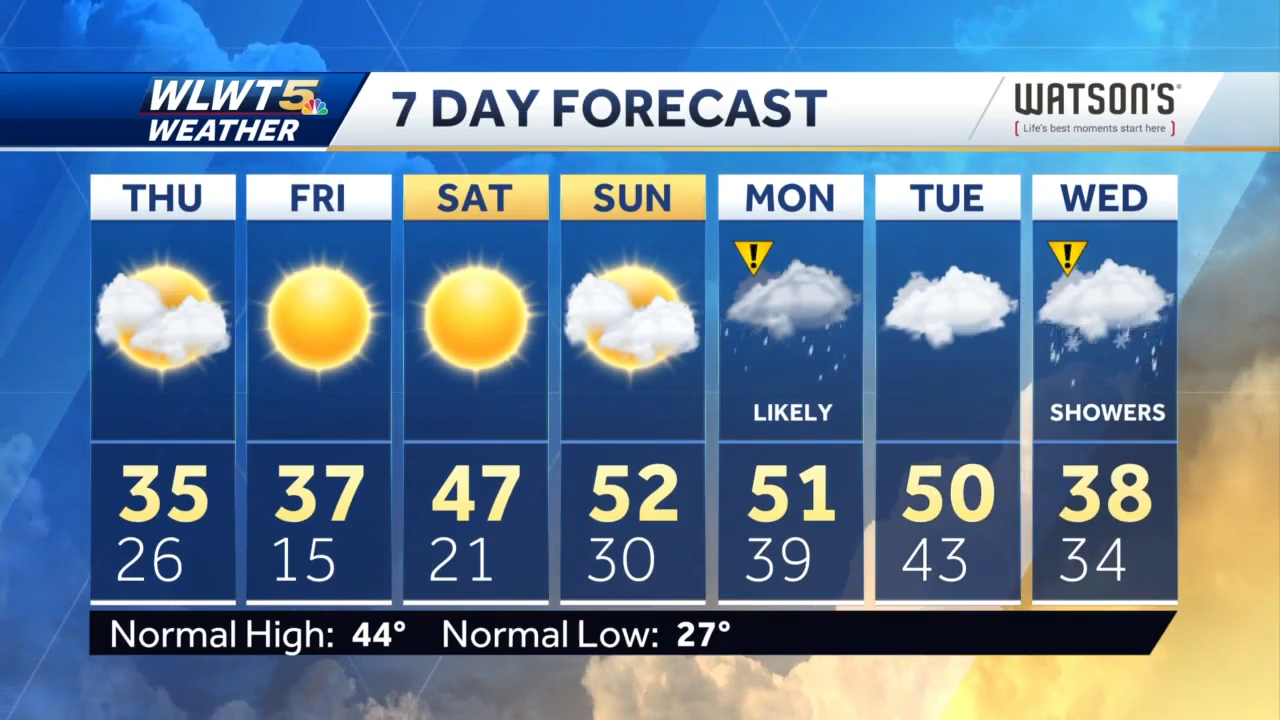 WLWT5
WEATHER
7 DAY FORECAST
WATSON'S®
[ Life's best moments start here ]
THU FRI SAT SUN MON TUE WED
! !
LIKELY SHOWERS
35 37 47 52 51 50 38
26 15 21 30 39 43 34
Normal High: 44° Normal Low: 27°